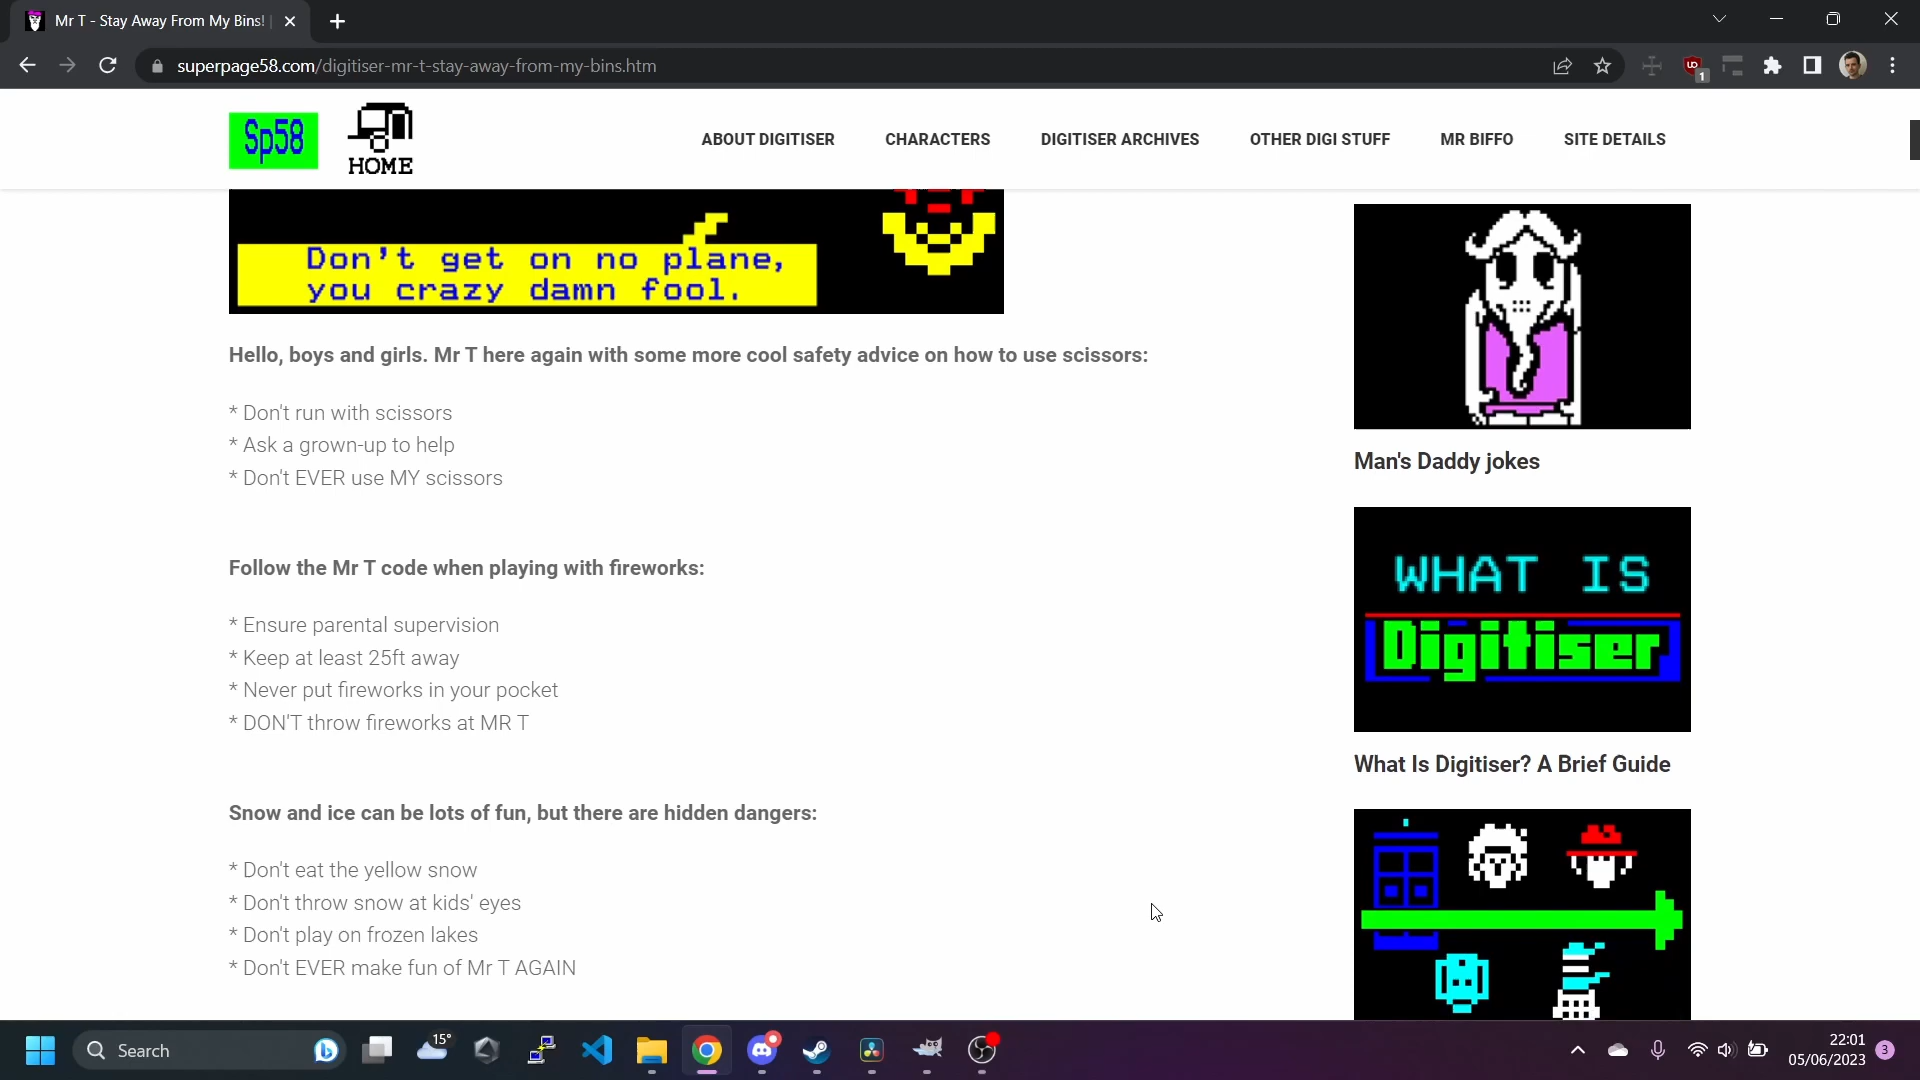 Mr T - Stay Away From My Bins! |
superpage58.com/digitiser-mr-t-stay-away-from-my-bins.htm
1
Sp58
HOME
ABOUT DIGITISER
CHARACTERS
DIGITISER ARCHIVES
OTHER DIGI STUFF
MR BIFFO
SITE DETAILS
Don't get on no plane,
you crazy damn fool.
Hello, boys and girls. Mr T here again with some more cool safety advice on how to use scissors:
* Don't run with scissors
* Ask a grown-up to help
* Don't EVER use MY scissors
Follow the Mr T code when playing with fireworks:
* Ensure parental supervision
* Keep at least 25ft away
* Never put fireworks in your pocket
* DON'T throw fireworks at MR T
Snow and ice can be lots of fun, but there are hidden dangers:
* Don't eat the yellow snow
* Don't throw snow at kids' eyes
* Don't play on frozen lakes
* Don't EVER make fun of Mr T AGAIN
Man's Daddy jokes
WHAT IS
Digitiser
What Is Digitiser? A Brief Guide
Search
15°
22:01
05/06/2023
3